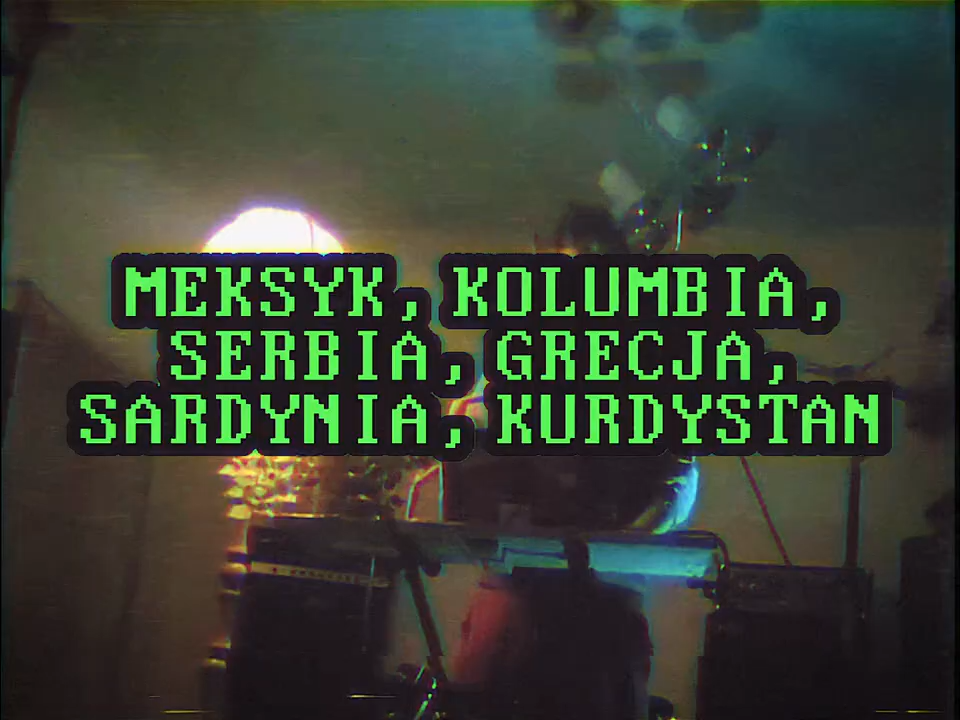 MEKSYK, KOLUMBIA,
SERBIA, GRECJA,
SARDYNIA, KURDYSTAN